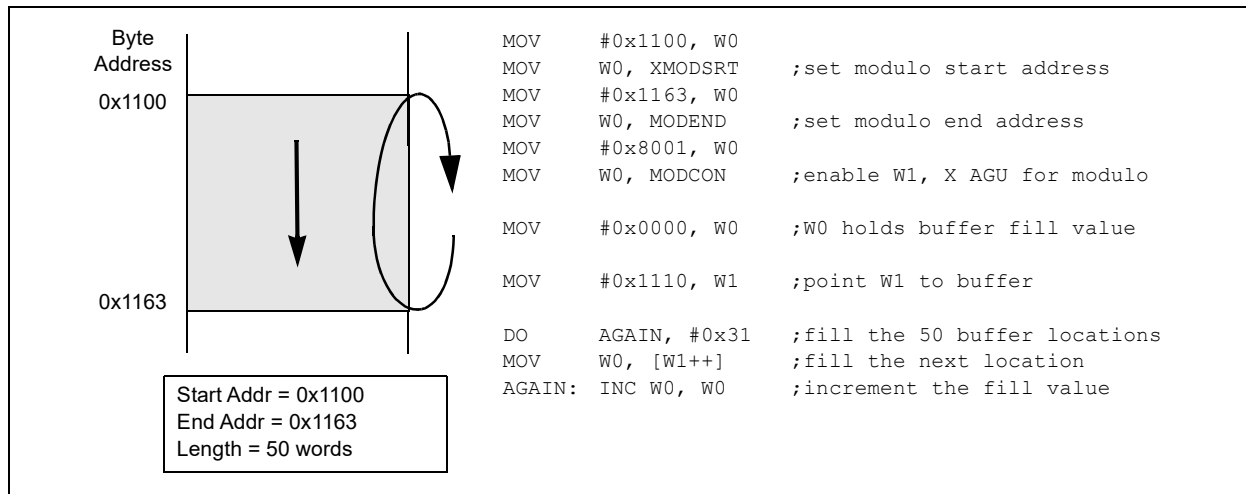 Byte
Address
0x1100
0x1163
Start Addr = 0x1100
End Addr = 0x1163
Length = 50 words
MOV #0x1100, W0
MOV W0, XMODSRT ;set modulo start address
MOV #0x1163, W0
MOV W0, MODEND ;set modulo end address
MOV #0x8001, W0
MOV W0, MODCON ;enable W1, X AGU for modulo
MOV #0x0000, W0 ;W0 holds buffer fill value
MOV #0x1110, W1 ;point W1 to buffer
DO AGAIN, #0x31 ;fill the 50 buffer locations
MOV W0, [W1++] ;fill the next location
AGAIN: INC W0, W0 ;increment the fill value